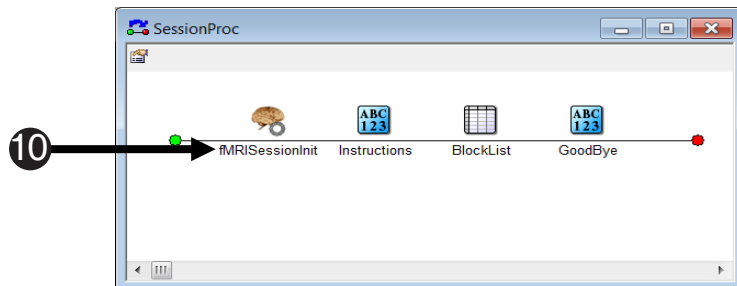 SessionProc
ABC 123 ABC 123
10 fMRISessionInit Instructions BlockList GoodBye